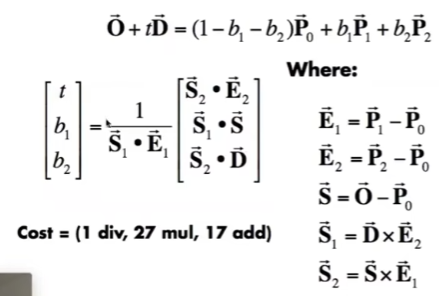 O⃗ + tD⃗ = (1 − b₁ − b₂)P⃗₀ + b₁P⃗₁ + b₂P⃗₂
Where:
[t b₁ b₂] = 1 / (S⃗₁ • E⃗₁) [S⃗₂ • E⃗₂ S⃗₁ • S⃗ S⃗₂ • D⃗]
E⃗₁ = P⃗₁ − P⃗₀
E⃗₂ = P⃗₂ − P⃗₀
S⃗ = O⃗ − P⃗₀
Cost = (1 div, 27 mul, 17 add)
S⃗₁ = D⃗ × E⃗₂
S⃗₂ = S⃗ × E⃗₁